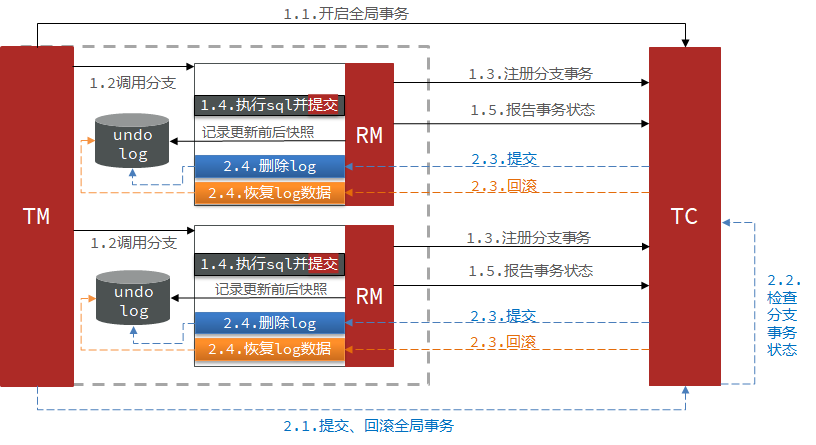 1.1.开启全局事务
TM
1.2调用分支
1.3.注册分支事务
1.4.执行sql并提交
1.5.报告事务状态
undo
log
记录更新前后快照
RM
2.3.提交
2.4.删除log
2.3.回滚
2.4.恢复log数据
TC
1.2调用分支
1.3.注册分支事务
1.4.执行sql并提交
1.5.报告事务状态
undo
log
记录更新前后快照
RM
2.3.提交
2.4.删除log
2.3.回滚
2.4.恢复log数据
2.2.
检查
分支
事务
状态
2.1.提交、回滚全局事务